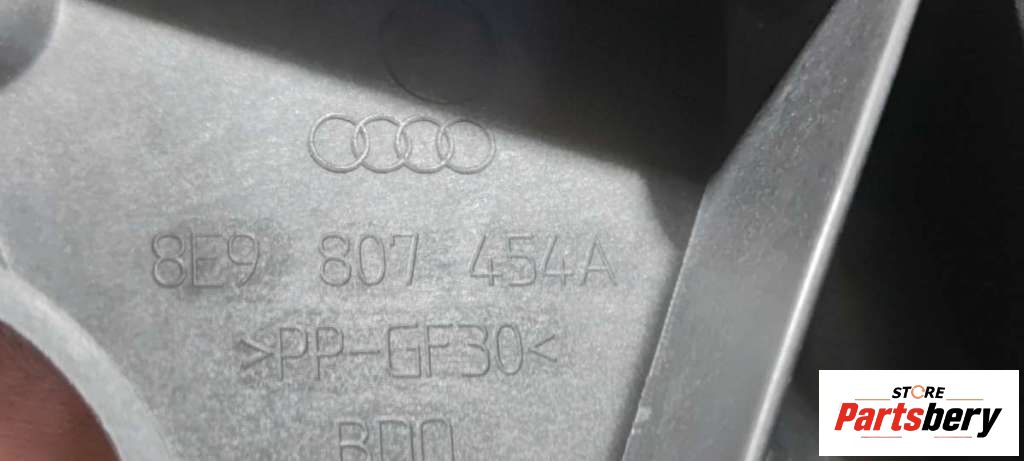 8E9 807 454A
>PP-GF30<
STORE
Partsbery